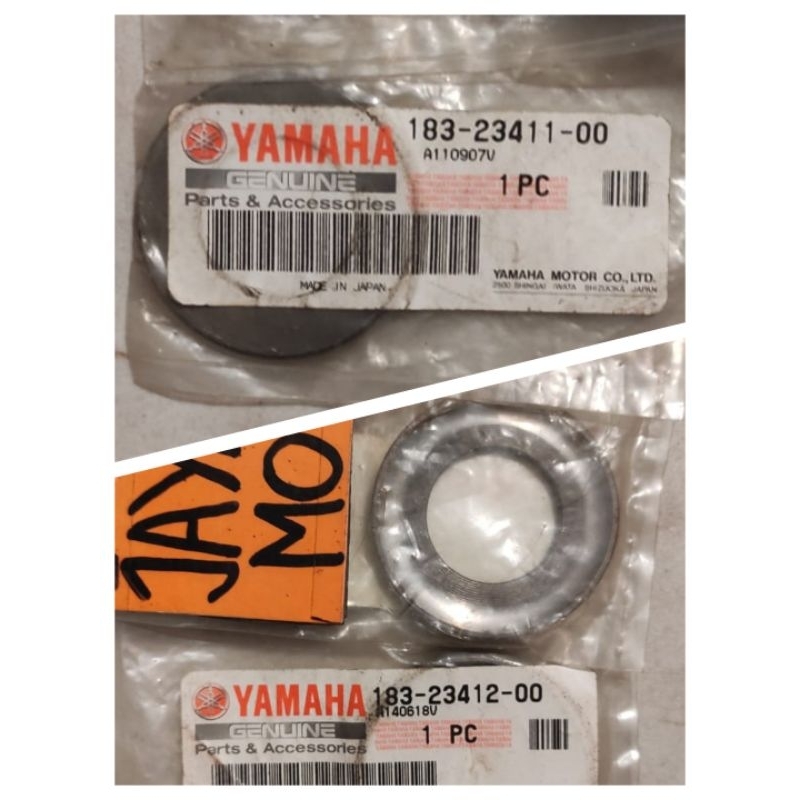 YAMAHA 183-23411-00
A110907V
GENUINE 1 PC
Parts & Accessories
MADE IN JAPAN
YAMAHA MOTOR CO., LTD.
2500 SHINGAI IWATA SHIZUOKA JAPAN
JAY
MO
YAMAHA 183-23412-00
A140618V
GENUINE 1 PC
Parts & Accessories